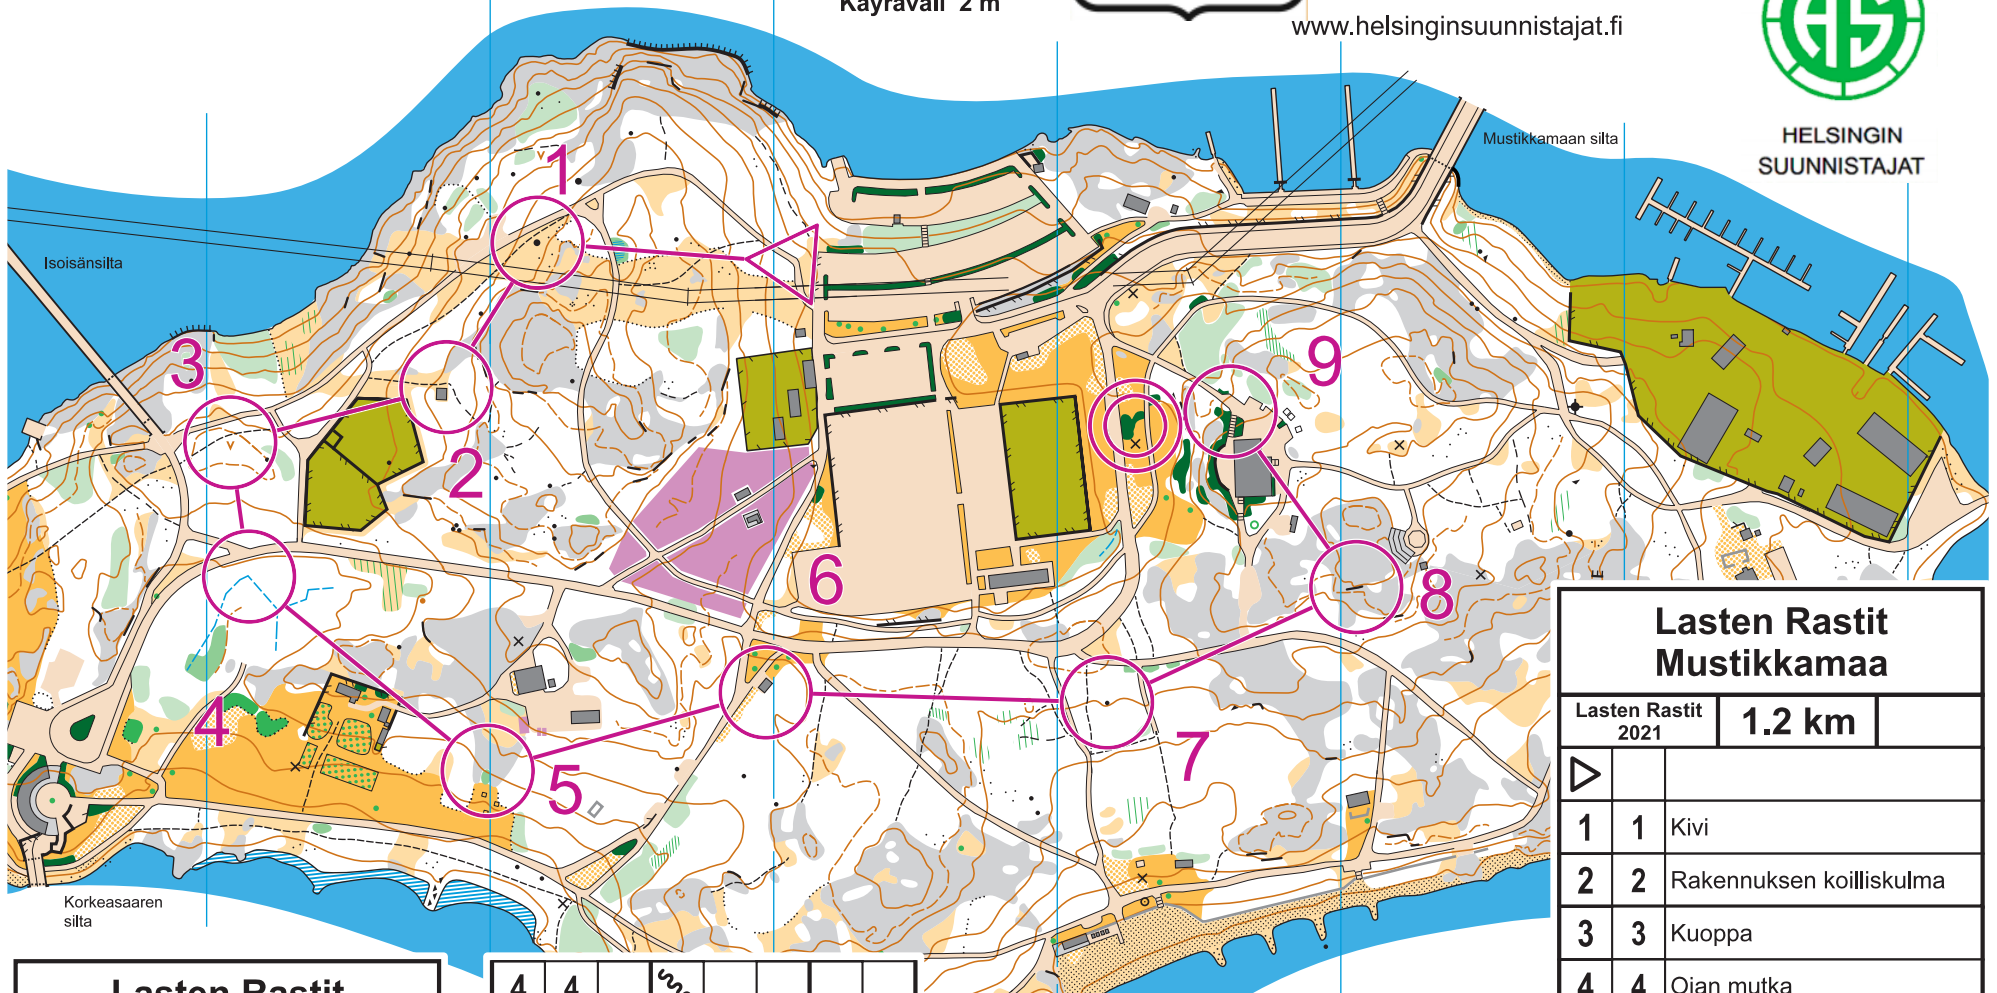 Käyräväli 2 m
www.helsinginsuunnistajat.fi
HS
HELSINGIN
SUUNNISTAJAT
Mustikkamaan silta
Isoisänsilta
1
3
9
2
6
8
4
5
7
Korkeasaaren
silta
Lasten Rastit
Mustikkamaa
Lasten Rastit
2021
1.2 km
1 1 Kivi
2 2 Rakennuksen koilliskulma
3 3 Kuoppa
4 4 Ojan mutka
Lasten Rastit
4 4